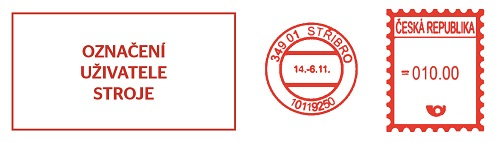 OZNAČENÍ
UŽIVATELE
STROJE
349 01 STŘÍBRO
14.-6.11.
10119250
ČESKÁ REPUBLIKA
=010.00